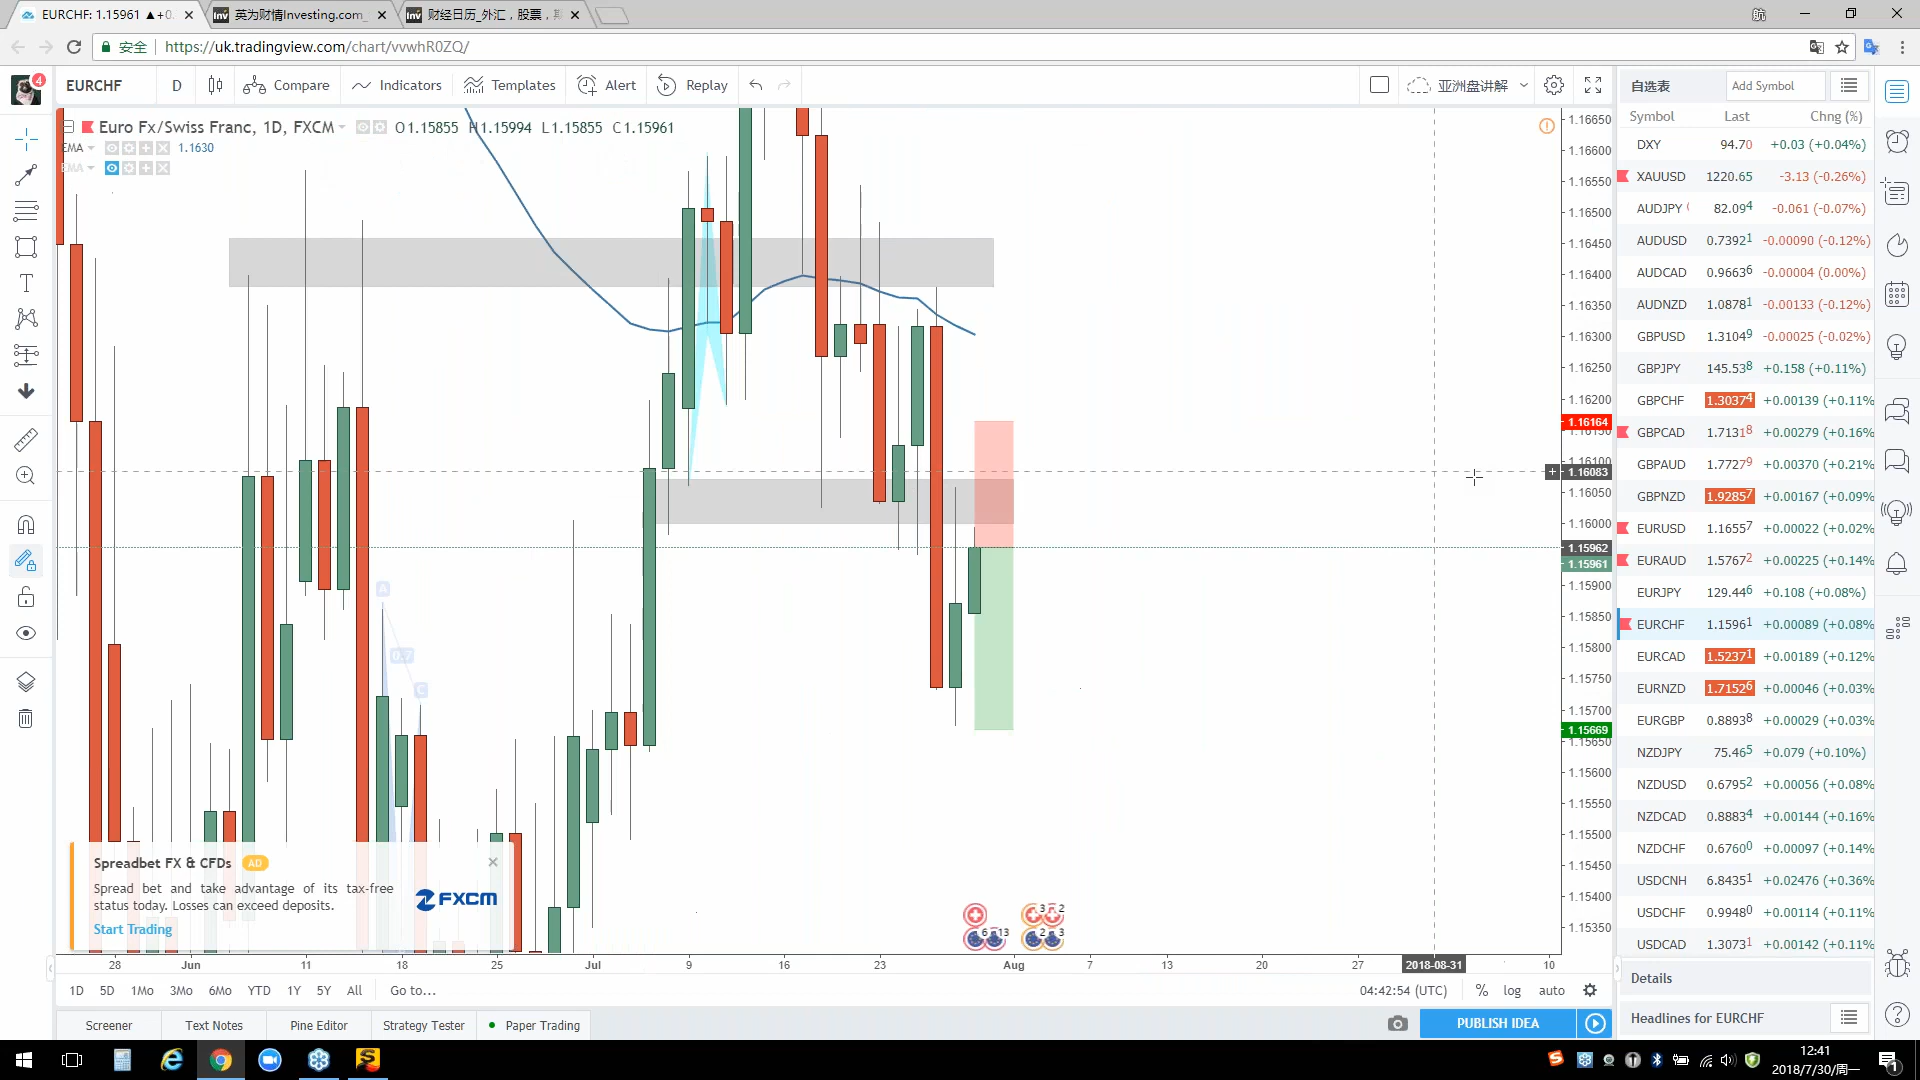 EURCHF: 1.15961 ▲+0.
英为财情Investing.com_
财经日历_外汇，股票，
航
安全
https://uk.tradingview.com/chart/vvwhR0ZQ/
4
EURCHF
D
Compare
Indicators
Templates
Alert
Replay
亚洲盘讲解
自选表
Add Symbol
Euro Fx/Swiss Franc, 1D, FXCM
O1.15855 H1.15994 L1.15855 C1.15961
EMA
1.1630
EMA
Symbol Last Chng (%)
DXY 94.70 +0.03 (+0.04%)
XAUUSD 1220.65 -3.13 (-0.26%)
AUDJPY 82.094 -0.061 (-0.07%)
AUDUSD 0.73921 -0.00090 (-0.12%)
AUDCAD 0.96636 -0.00004 (0.00%)
AUDNZD 1.08781 -0.00133 (-0.12%)
GBPUSD 1.31049 -0.00025 (-0.02%)
GBPJPY 145.538 +0.158 (+0.11%)
GBPCHF 1.30374 +0.00139 (+0.11%
GBPCAD 1.71318 +0.00279 (+0.16%
GBPAUD 1.77279 +0.00370 (+0.21%
GBPNZD 1.92857 +0.00167 (+0.09%
EURUSD 1.16557 +0.00022 (+0.02%
EURAUD 1.57672 +0.00225 (+0.14%
EURJPY 129.446 +0.108 (+0.08%)
EURCHF 1.15961 +0.00089 (+0.08%
EURCAD 1.52371 +0.00189 (+0.12%
EURNZD 1.71526 +0.00046 (+0.03%
EURGBP 0.88938 +0.00029 (+0.03%
NZDJPY 75.465 +0.079 (+0.10%)
NZDUSD 0.67952 +0.00056 (+0.08%
NZDCAD 0.88834 +0.00144 (+0.16%
NZDCHF 0.67600 +0.00097 (+0.14%
USDCNH 6.84351 +0.02476 (+0.36%
USDCHF 0.99480 +0.00114 (+0.11%
USDCAD 1.30731 +0.00142 (+0.11%
Details
Headlines for EURCHF
1.16650
1.16600
1.16550
1.16500
1.16450
1.16400
1.16350
1.16300
1.16250
1.16200
1.16164
1.16150
1.16100
1.16083
1.16050
1.16000
1.15962
1.15961
1.15900
1.15850
1.15800
1.15750
1.15700
1.15669
1.15650
1.15600
1.15550
1.15500
1.15450
1.15400
1.15350
A
0.7
C
Spreadbet FX & CFDs AD
Spread bet and take advantage of its tax-free
status today. Losses can exceed deposits.
Start Trading
FXCM
3 2
6 13 2 3
28 Jun 11 18 25 Jul 9 16 23 Aug 7 13 20 27 2018-08-31 10
1D 5D 1Mo 3Mo 6Mo YTD 1Y 5Y All Go to...
04:42:54 (UTC) % log auto
Screener Text Notes Pine Editor Strategy Tester Paper Trading
PUBLISH IDEA
12:41
2018/7/30/周一
1